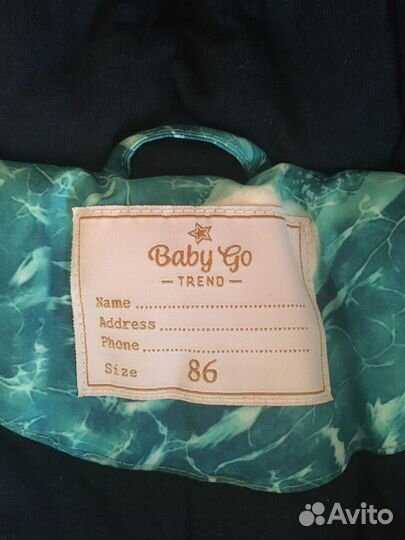 Baby Go
— TREND —
Name
Address
Phone
Size 86
Avito